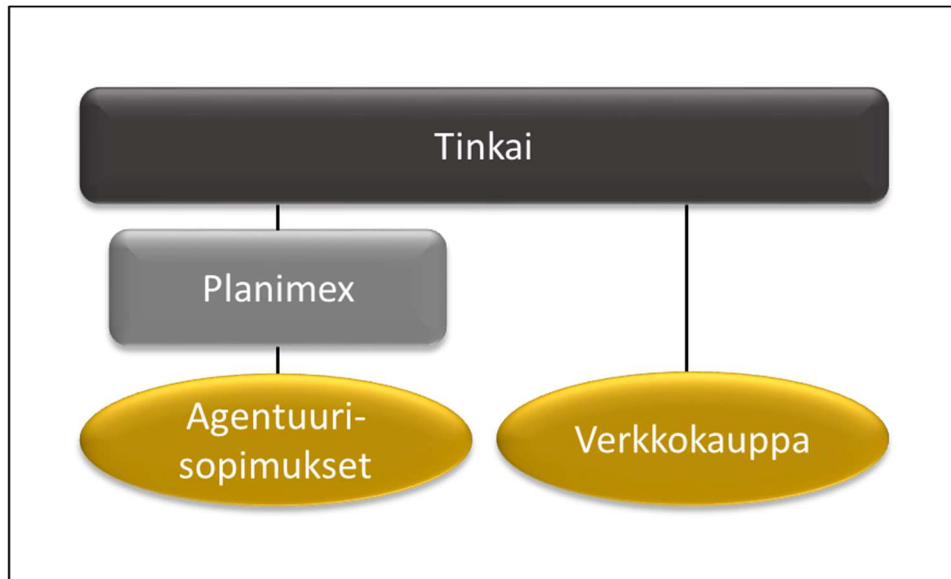 Tinkai
Planimex
Agentuuri-
sopimukset
Verkkokauppa